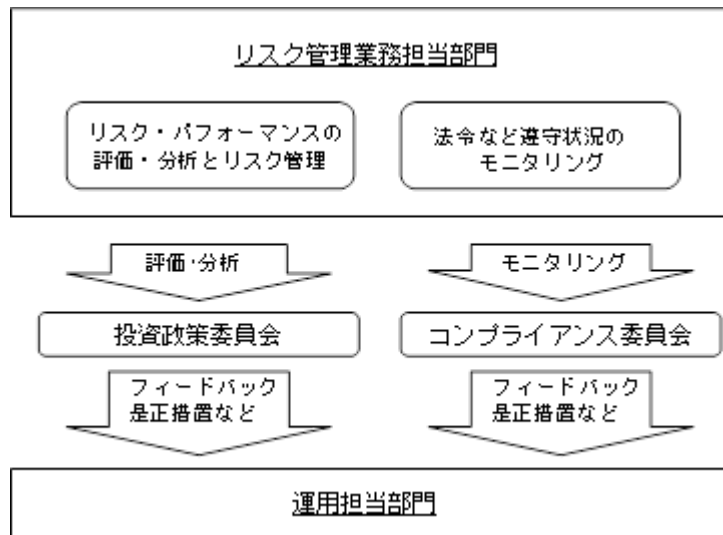 リスク管理業務担当部門
リスク・パフォーマンスの
評価・分析とリスク管理
法令など遵守状況の
モニタリング
評価・分析
モニタリング
投資政策委員会
コンプライアンス委員会
フィードバック
是正措置など
フィードバック
是正措置など
運用担当部門